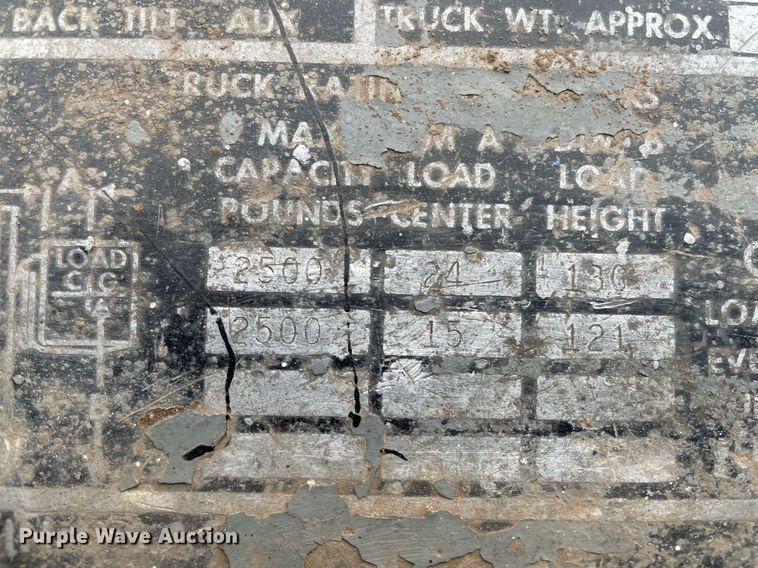 BACK TILT AUX TRUCK WT. APPROX.
TRUCK
CAPACITY LOAD LOAD
POUNDS CENTER HEIGHT
2500 24 130
2500 15 121
A
LOAD
C.G.
Purple Wave Auction